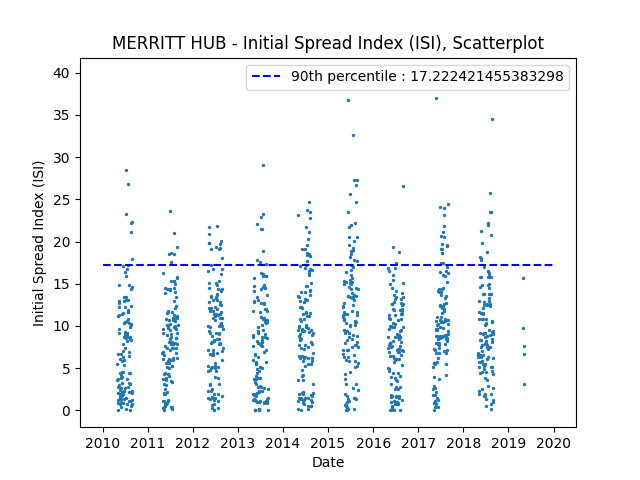 MERRITT HUB - Initial Spread Index (ISI), Scatterplot
90th percentile : 17.222421455383298
Initial Spread Index (ISI)
40
35
30
25
20
15
10
5
0
2010 2011 2012 2013 2014 2015 2016 2017 2018 2019 2020
Date